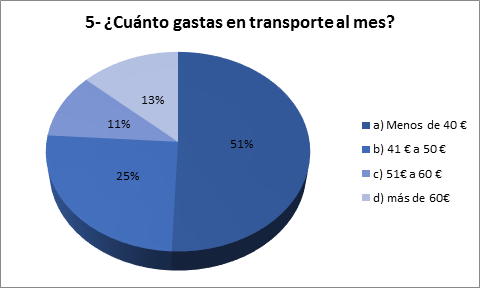 5- ¿Cuánto gastas en transporte al mes?
13%
11%
51%
25%
a) Menos de 40 €
b) 41 € a 50 €
c) 51€ a 60 €
d) más de 60€